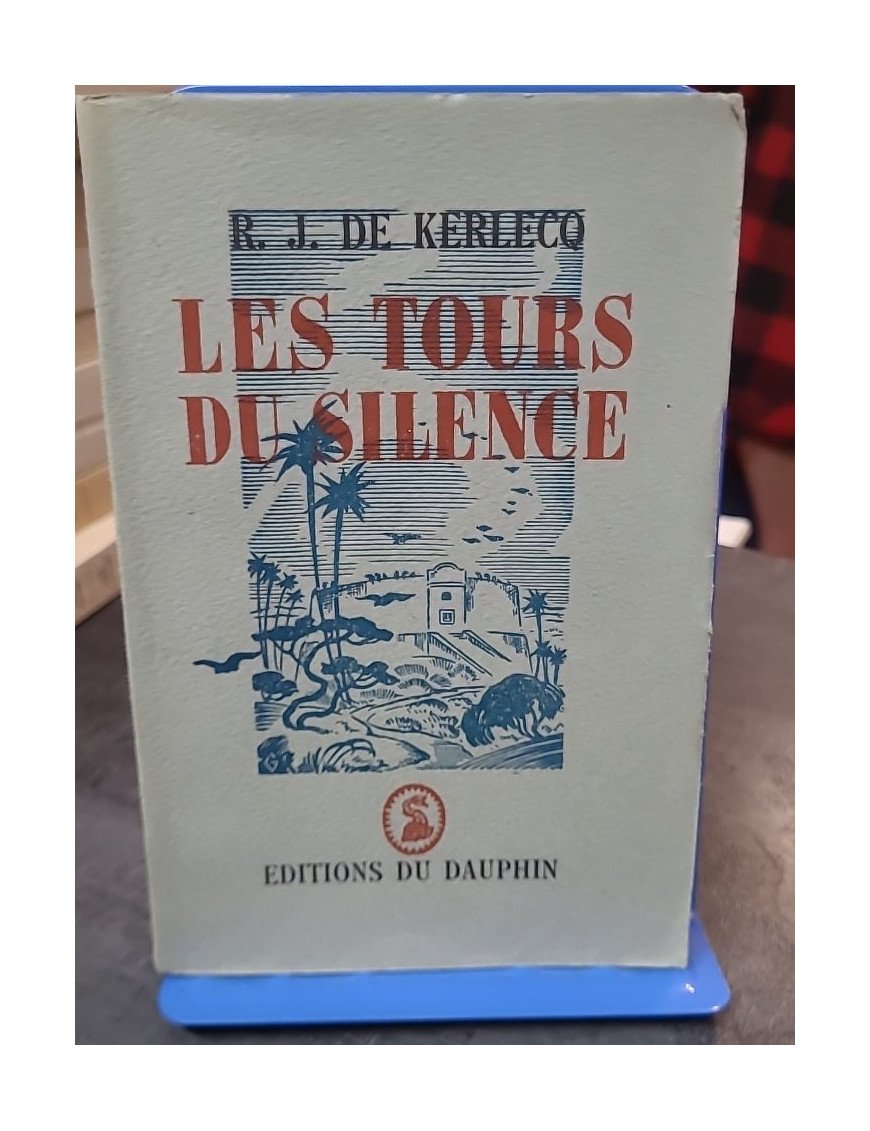 R. J. DE KERLECQ
LES TOURS
DU SILENCE
EDITIONS DU DAUPHIN